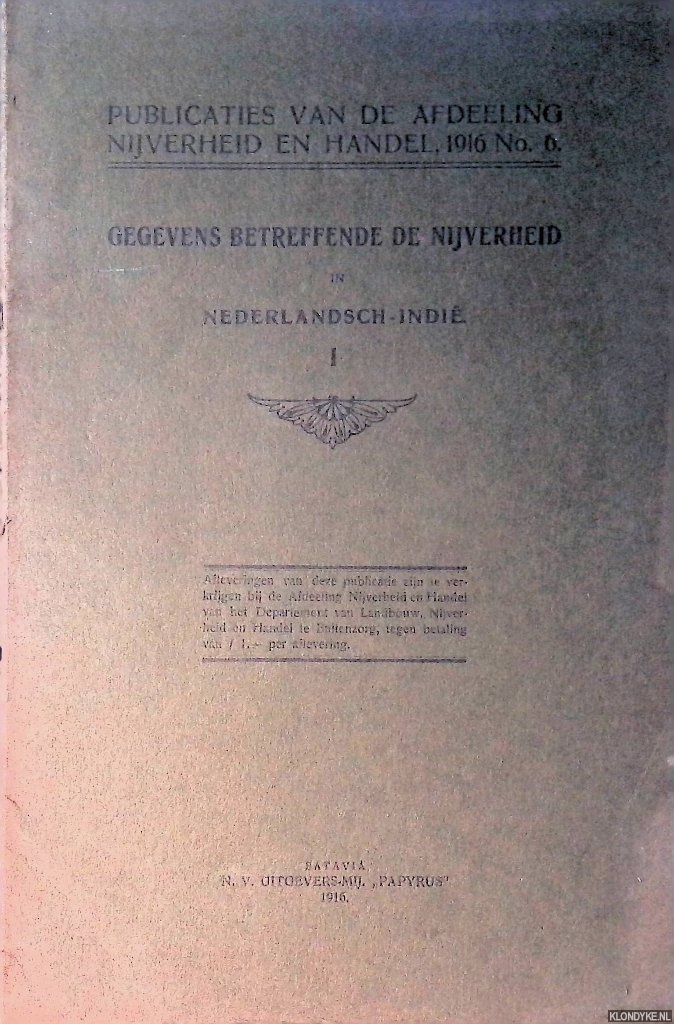 PUBLICATIES VAN DE AFDEELING
NIJVERHEID EN HANDEL, 1916 No. 6.
GEGEVENS BETREFFENDE DE NIJVERHEID
IN
NEDERLANDSCH-INDIË
I
Afleveringen van deze publicatie zijn te ver-
krijgen bij de Afdeeling Nijverheid en Handel
van het Departement van Landbouw, Nijver-
heid en Handel te Buitenzorg, tegen betaling
van f 1.— per aflevering.
BATAVIA
N. V. UITGEVERS-MIJ. „PAPYRUS"
1916.
KLONDYKE.NL